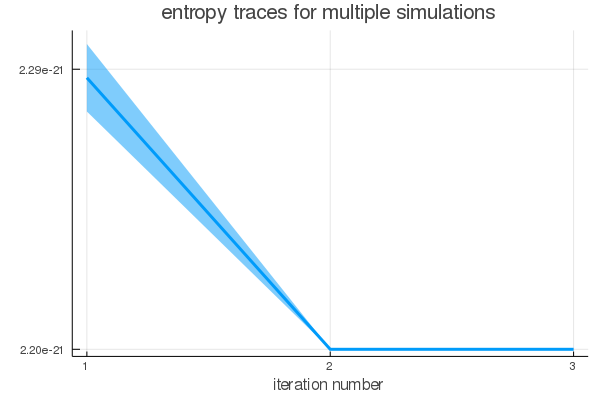 entropy traces for multiple simulations
2.29e-21
2.20e-21
1
2
3
iteration number